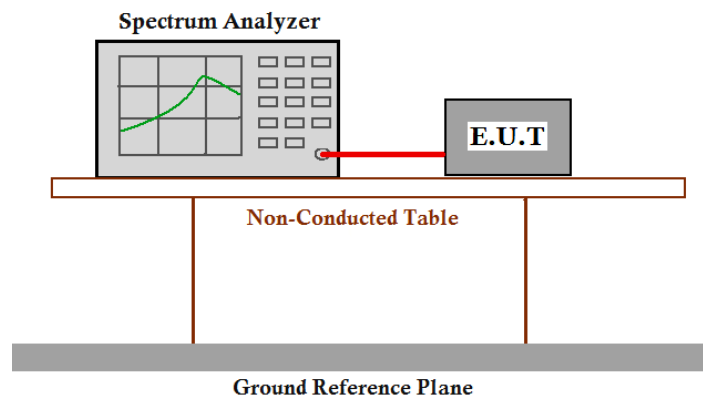 Spectrum Analyzer
E.U.T
Non-Conducted Table
Ground Reference Plane